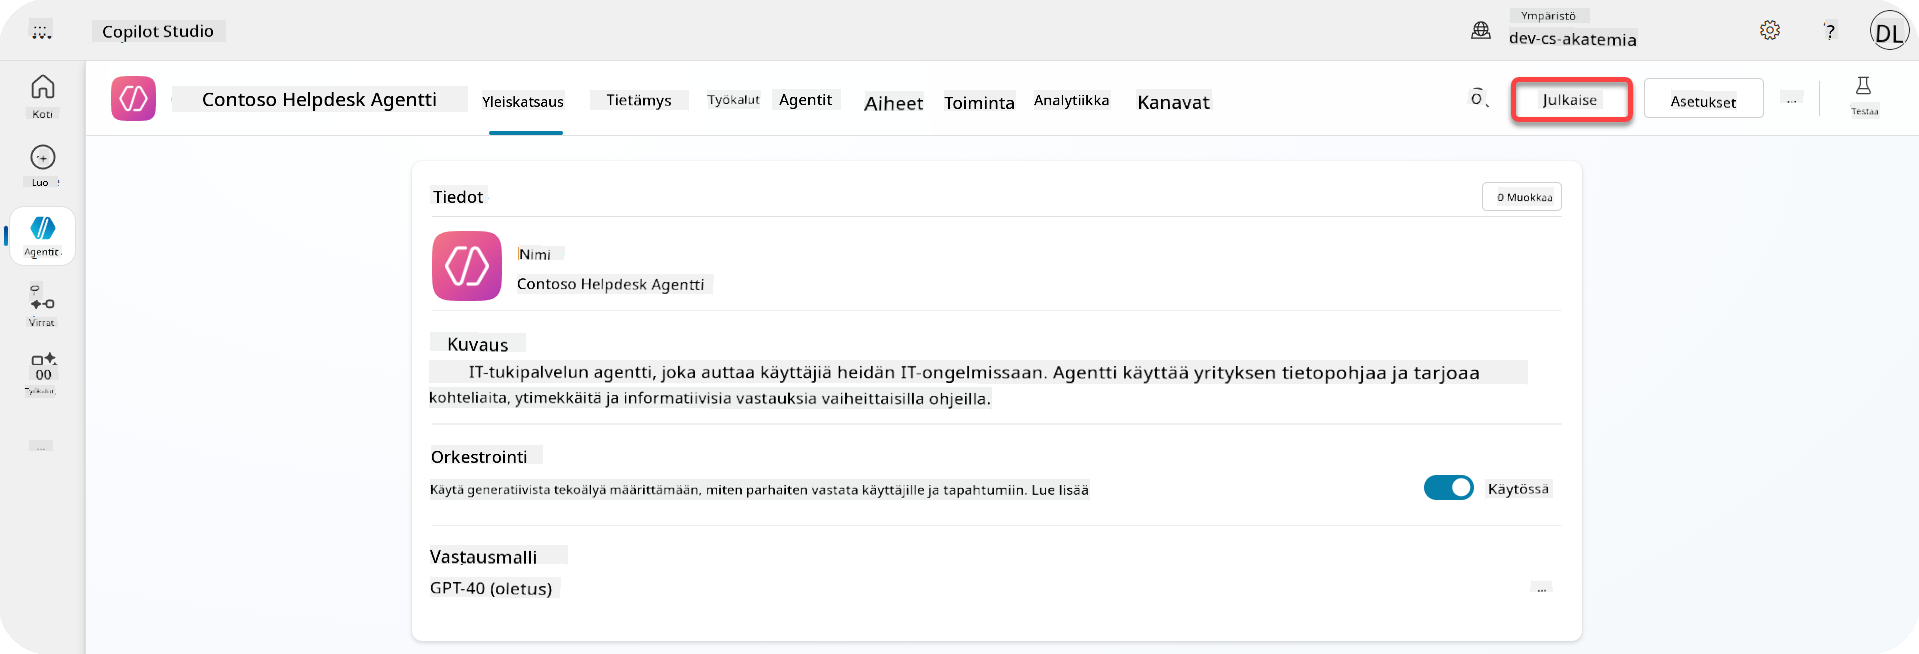 Copilot Studio
Ympäristö
dev-cs-akatemia
?
DL
Koti
Luo
Agentit
Virrat
Työkalut
...
Contoso Helpdesk Agentti
Yleiskatsaus
Tietämys
Työkalut
Agentit
Aiheet
Toiminta
Analytiikka
Kanavat
Julkaise
Asetukset
...
Testaa
Tiedot
0 Muokkaa
Nimi
Contoso Helpdesk Agentti
Kuvaus
IT-tukipalvelun agentti, joka auttaa käyttäjiä heidän IT-ongelmissaan. Agentti käyttää yrityksen tietopohjaa ja tarjoaa
kohteliaita, ytimekkäitä ja informatiivisia vastauksia vaiheittaisilla ohjeilla.
Orkestrointi
Käytä generatiivista tekoälyä määrittämään, miten parhaiten vastata käyttäjille ja tapahtumiin. Lue lisää
Käytössä
Vastausmalli
GPT-40 (oletus)
...